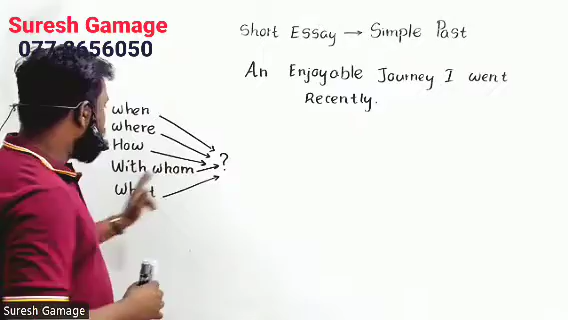 Suresh Gamage
077 8656050
Short Essay → Simple Past
An Enjoyable Journey I went
Recently.
when
where
How
With whom
?
Suresh Gamage